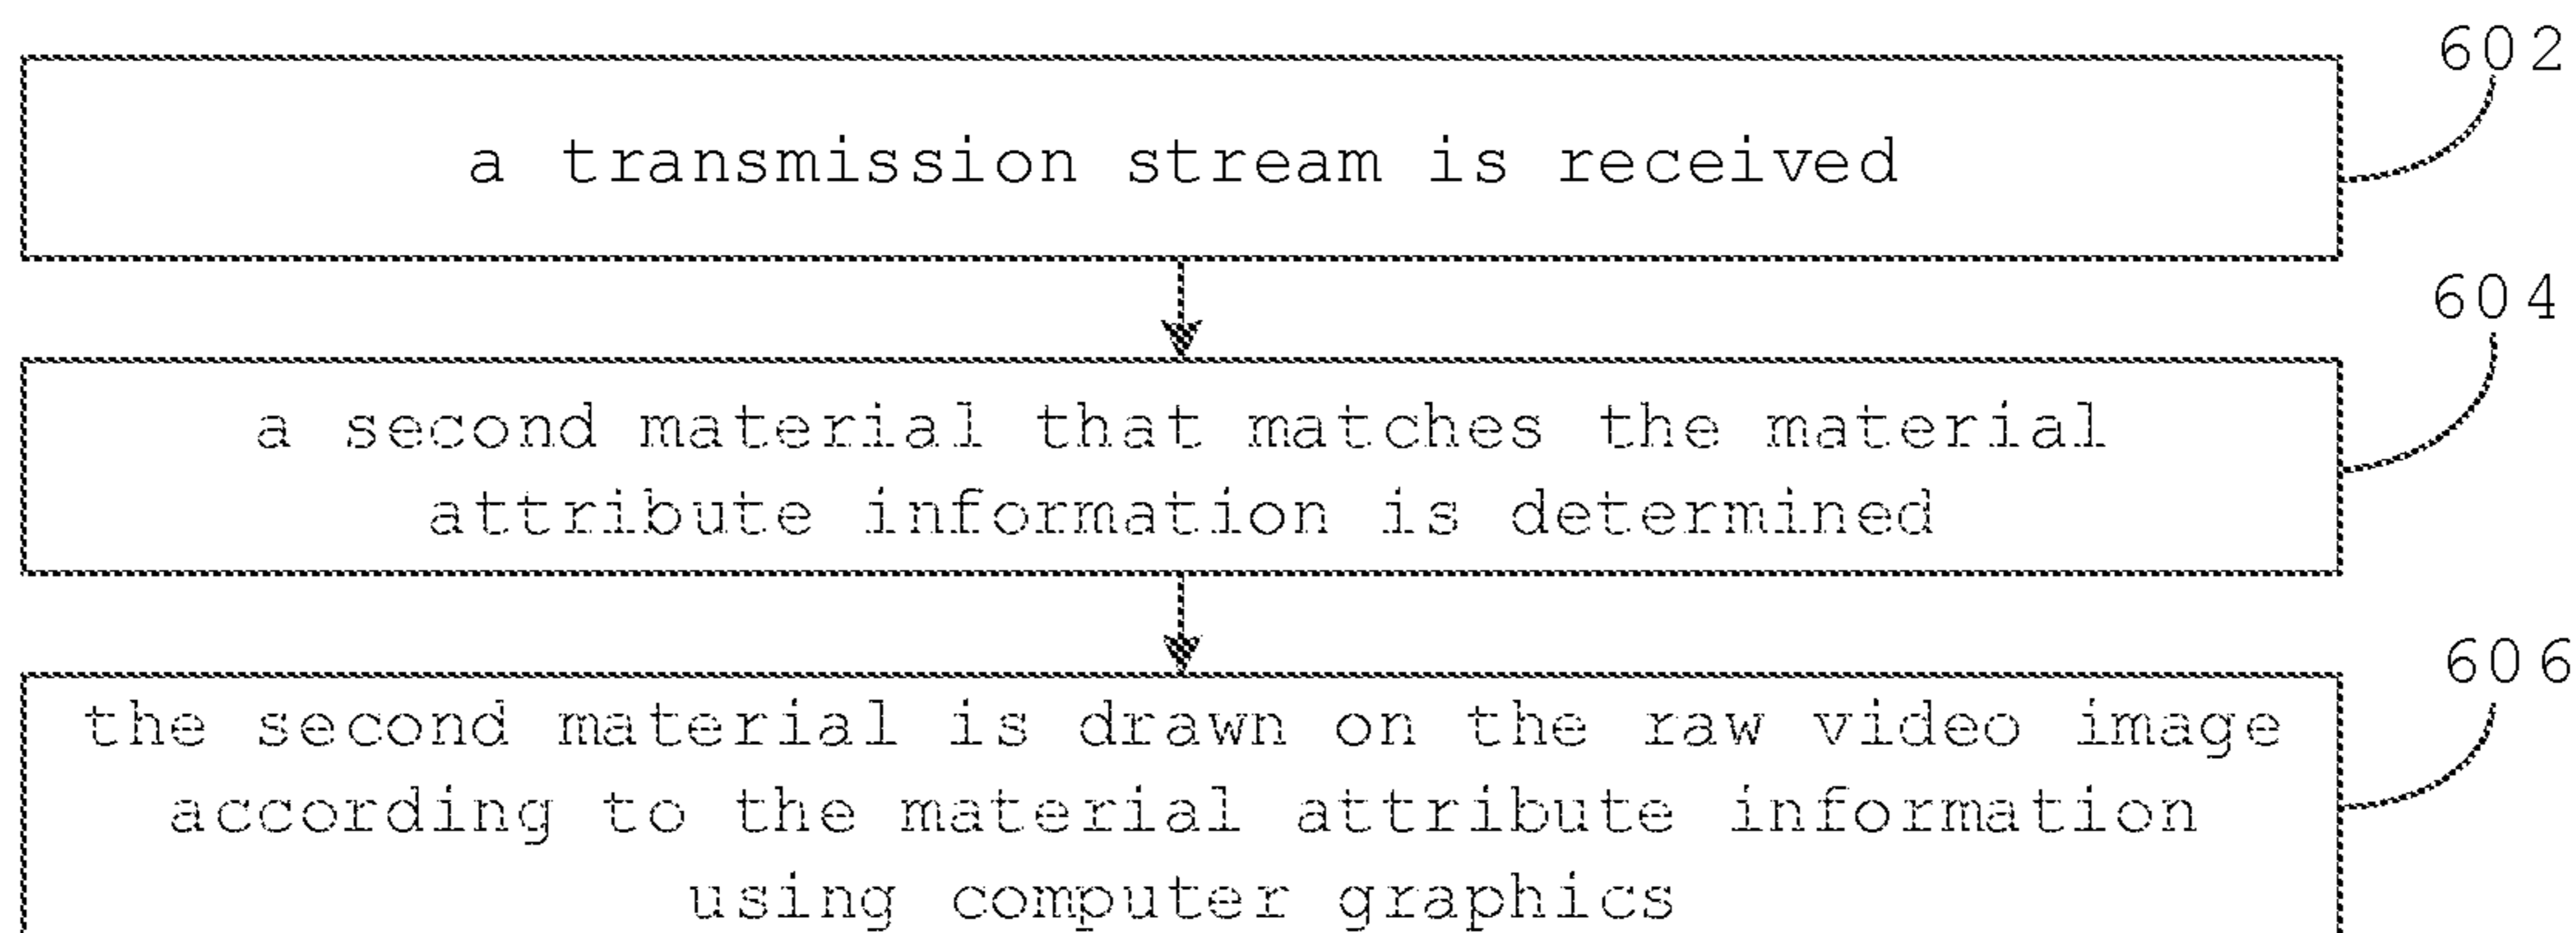 602
a transmission stream is received
604
a second material that matches the material
attribute information is determined
606
the second material is drawn on the raw video image
according to the material attribute information
using computer graphics